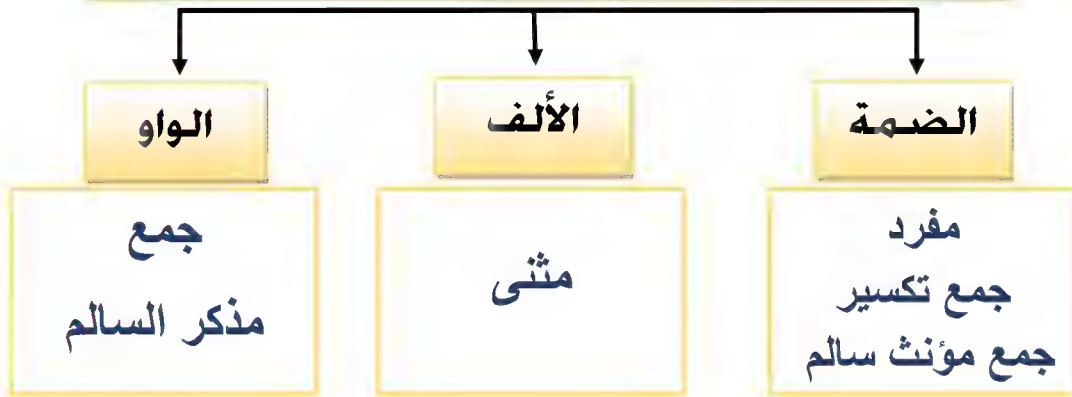 الضمة
الألف
الواو
مفرد
جمع تكسير
جمع مؤنث سالم
مثنى
جمع
مذكر السالم